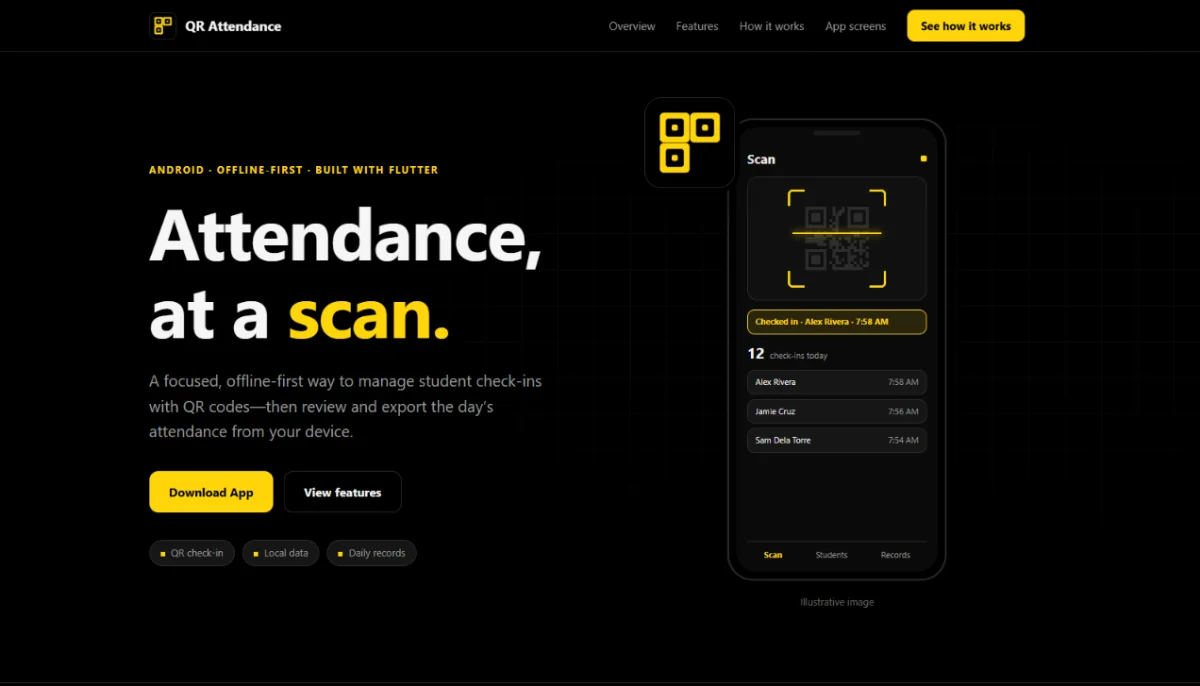 QR Attendance
Overview
Features
How it works
App screens
See how it works
ANDROID · OFFLINE-FIRST · BUILT WITH FLUTTER
Attendance,
at a scan.
A focused, offline-first way to manage student check-ins
with QR codes—then review and export the day's
attendance from your device.
Download App
View features
QR check-in
Local data
Daily records
Scan
Checked in · Alex Rivera · 7:58 AM
12 check-ins today
Alex Rivera 7:58 AM
Jamie Cruz 7:56 AM
Sam Dela Torre 7:54 AM
Scan
Students
Records
Illustrative image